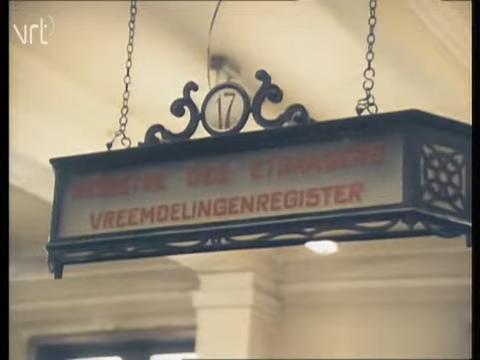 vrt
17
REGISTRE DES ETRANGERS
VREEMDELINGENREGISTER